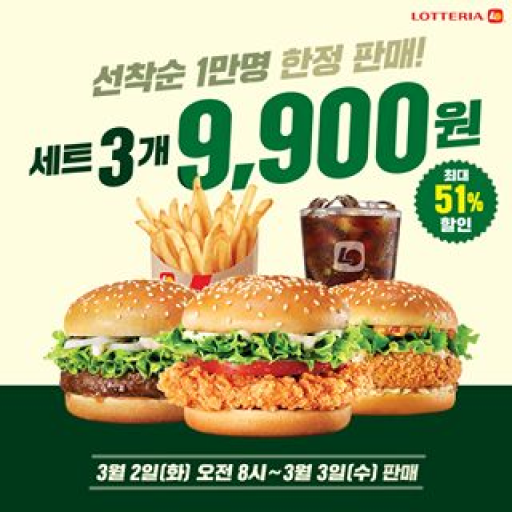 LOTTERIA
선착순 1만명 한정 판매!
세트 3개 9,900원
최대
51%
할인
3월 2일(화) 오전 8시~3월 3일(수) 판매